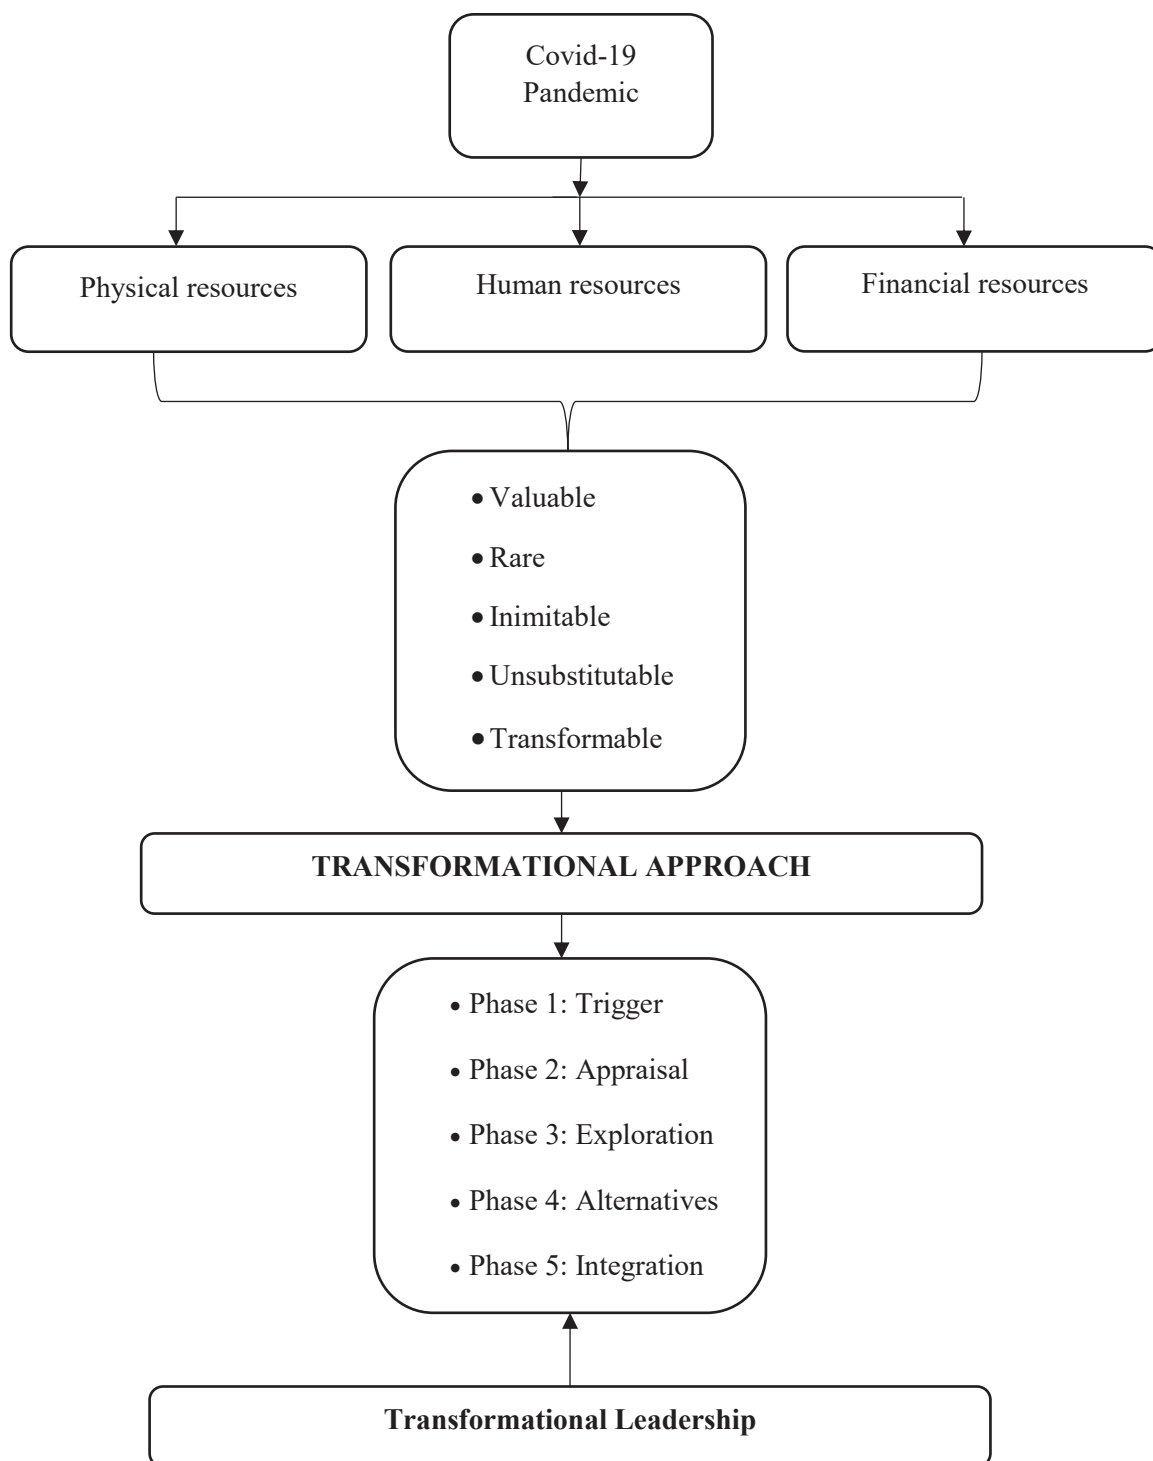 Covid-19
Pandemic
Physical resources
Human resources
Financial resources
• Valuable
• Rare
• Inimitable
• Unsubstitutable
• Transformable
TRANSFORMATIONAL APPROACH
• Phase 1: Trigger
• Phase 2: Appraisal
• Phase 3: Exploration
• Phase 4: Alternatives
• Phase 5: Integration
Transformational Leadership